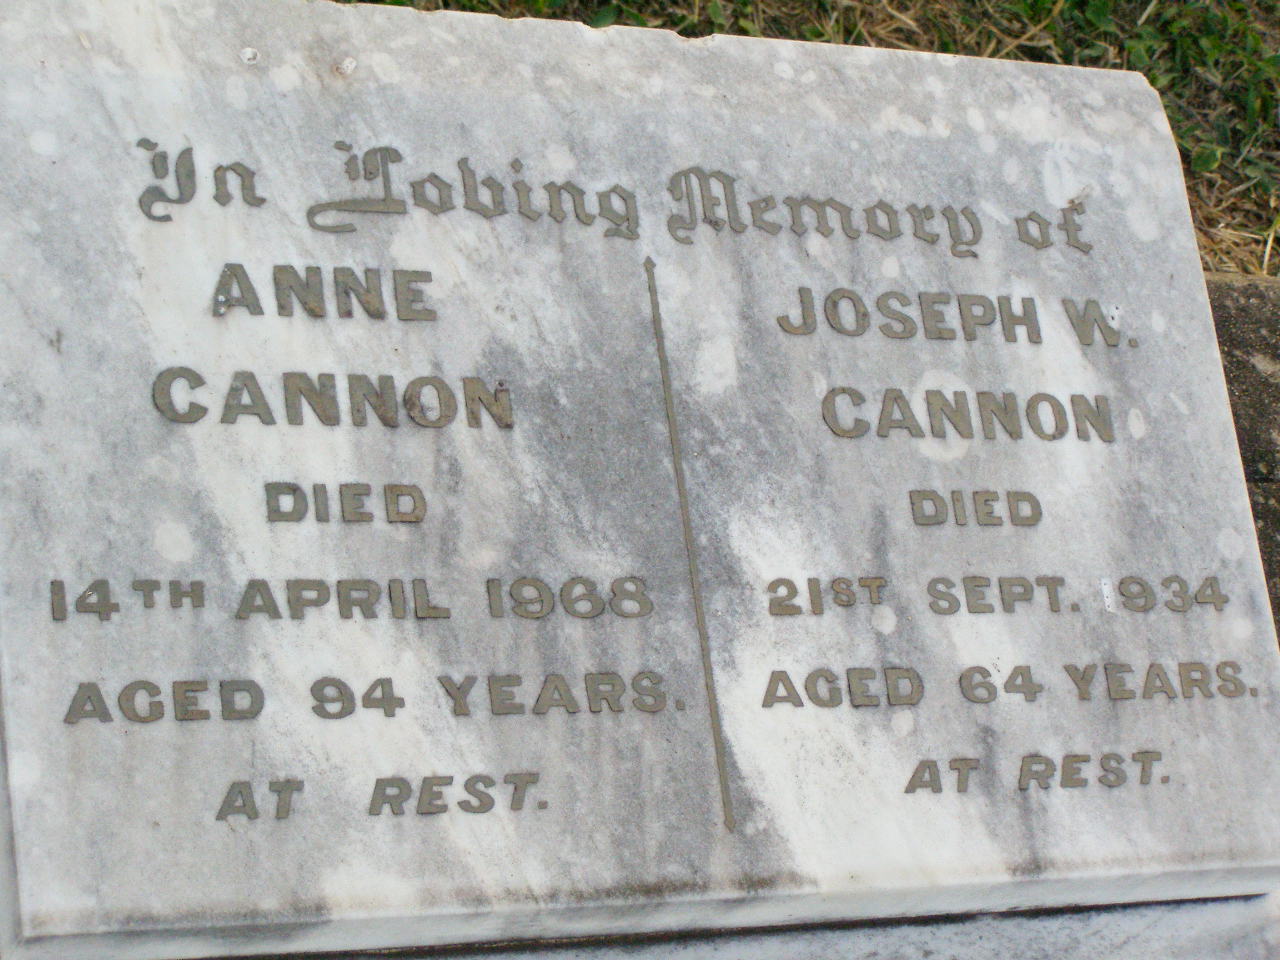 In Loving Memory of
ANNE
CANNON
DIED
14TH APRIL 1968
AGED 94 YEARS.
AT REST.
JOSEPH W.
CANNON
DIED
21ST SEPT. 934
AGED 64 YEARS.
AT REST.